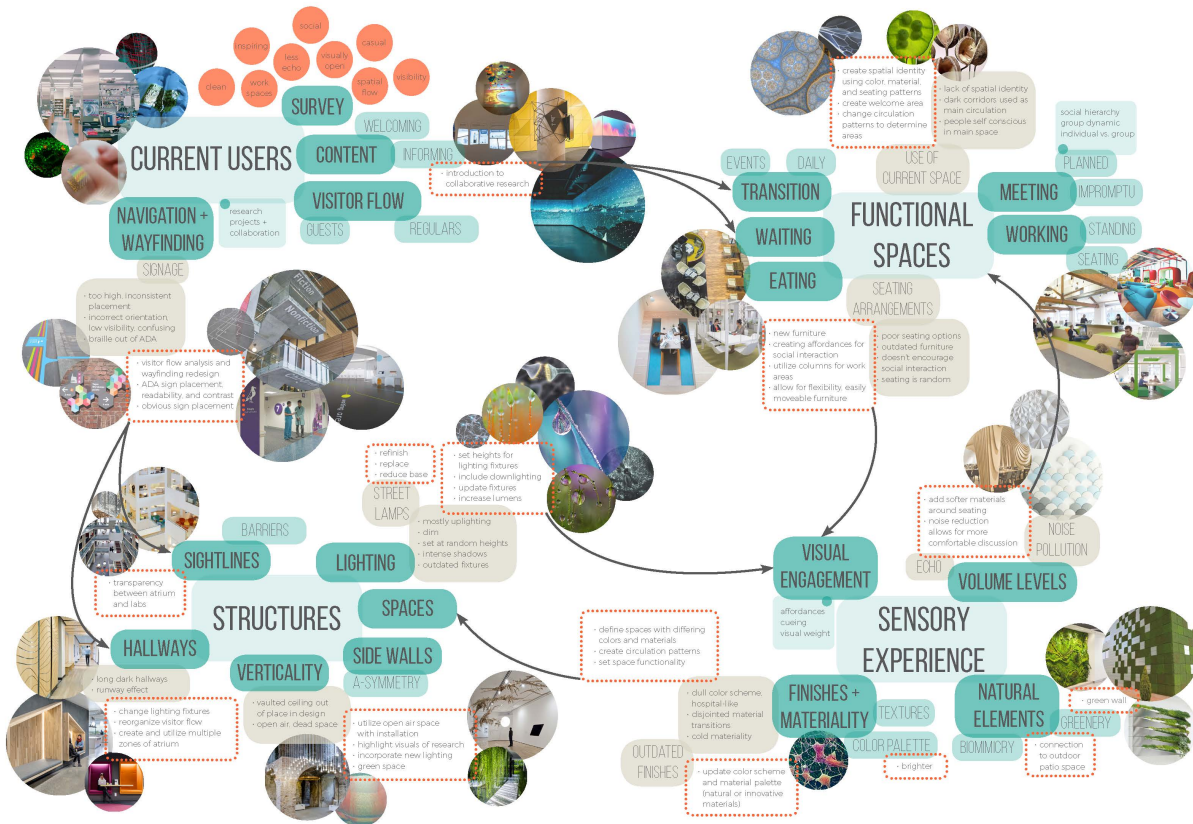 social
inspiring
less
echo
visually
open
casual
clean
work
spaces
spatial
flow
visibility
SURVEY
WELCOMING
CURRENT USERS
CONTENT
INFORMING
· introduction to
collaborative research
VISITOR FLOW
GUESTS
REGULARS
NAVIGATION +
WAYFINDING
research
projects +
collaboration
SIGNAGE
· too high, inconsistent
placement
· incorrect orientation,
low visibility, confusing,
braille out of ADA
· visitor flow analysis and
wayfinding redesign
· ADA sign placement,
readability, and contrast
· obvious sign placement
Fiction
Nonfiction
7
· create spatial identity
using color, material,
and seating patterns
· create welcome area
· change circulation
patterns to determine
areas
· lack of spatial identity
· dark corridors used as
main circulation
· people self conscious
in main space
social hierarchy
group dynamic
individual vs. group
EVENTS
DAILY
USE OF
CURRENT SPACE
PLANNED
TRANSITION
MEETING
IMPROMPTU
FUNCTIONAL
SPACES
WAITING
WORKING
STANDING
SEATING
EATING
SEATING
ARRANGEMENTS
· new furniture
· creating affordances for
social interaction
· utilize columns for work
areas
· allow for flexibility, easily
moveable furniture
· poor seating options
· outdated furniture
· doesn't encourage
social interaction
· seating is random
· refinish
· replace
· reduce base
· set heights for
lighting fixtures
· include downlighting
· update fixtures
· increase lumens
STREET
LAMPS
· mostly uplighting
· dim
· set at random heights
· intense shadows
· outdated fixtures
BARRIERS
SIGHTLINES
LIGHTING
· transparency
between atrium
and labs
STRUCTURES
SPACES
HALLWAYS
VERTICALITY
SIDE WALLS
A-SYMMETRY
· long dark hallways
· runway effect
· change lighting fixtures
· reorganize visitor flow
· create and utilize multiple
zones of atrium
· vaulted ceiling out
of place in design
· open air, dead space
· utilize open air space
with installation
· highlight visuals of research
· incorporate new lighting
· green space
· add softer materials
around seating
· noise reduction
allows for more
comfortable discussion
NOISE
POLLUTION
ECHO
VISUAL
ENGAGEMENT
VOLUME LEVELS
affordances
cueing
visual weight
SENSORY
EXPERIENCE
· define spaces with differing
colors and materials
· create circulation patterns
· set space functionality
· dull color scheme,
hospital-like
· disjointed material
transitions
· cold materiality
FINISHES +
MATERIALITY
TEXTURES
NATURAL
ELEMENTS
· green wall
GREENERY
OUTDATED
FINISHES
COLOR PALETTE
BIOMIMICRY
· brighter
· connection
to outdoor
patio space
· update color scheme
and material palette
(natural or innovative
materials)